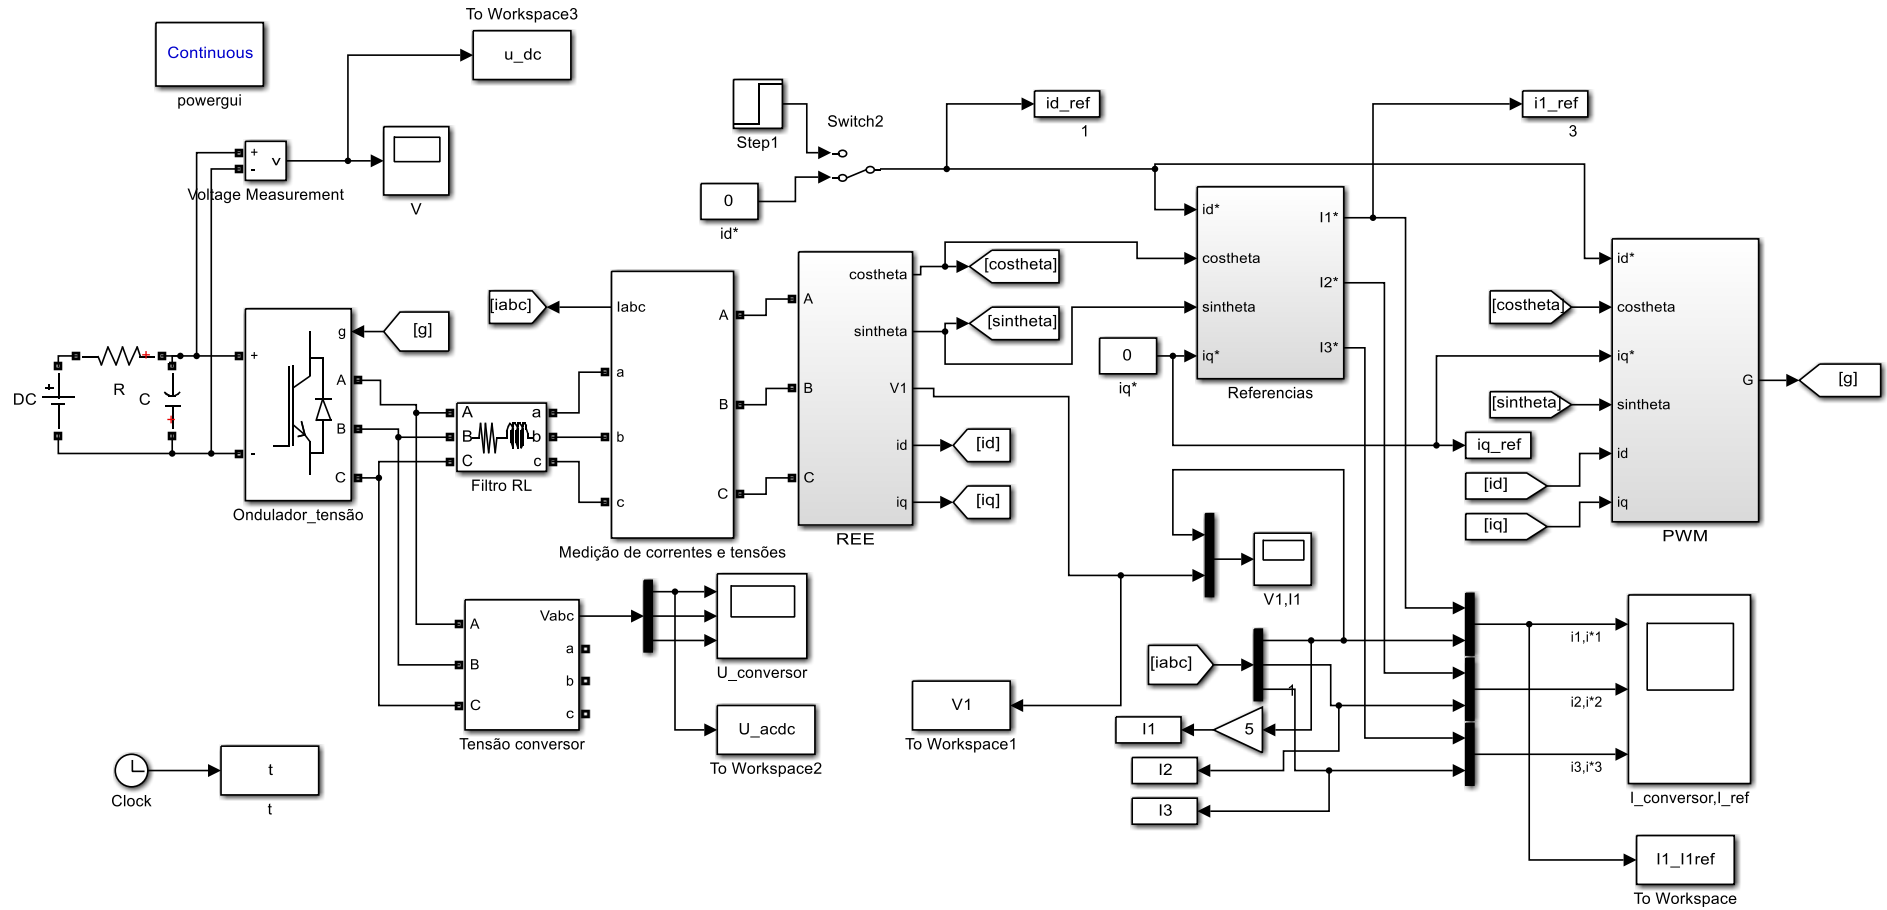 To Workspace3
Continuous
powergui
u_dc
+
-
v
Voltage Measurement
V
Step1
Switch2
id_ref
1
i1_ref
3
0
id*
id*
costheta
sintheta
iq*
I1*
I2*
I3*
Referencias
0
iq*
[g]
g
+
-
A
B
C
Ondulador_tensão
DC
+
R
+
C
+
A
B
C
a
b
c
Filtro RL
[iabc]
Iabc
a
b
c
A
B
C
Medição de correntes e tensões
A
B
C
costheta
sintheta
V1
id
iq
REE
[costheta]
[sintheta]
[id]
[iq]
[costheta]
[sintheta]
iq_ref
[id]
[iq]
id*
costheta
iq*
sintheta
id
iq
G
PWM
[g]
V1,I1
Vabc
A
B
C
a
b
c
Tensão conversor
U_conversor
U_acdc
To Workspace2
V1
To Workspace1
[iabc]
1
I1
5
I2
I3
i1,i*1
i2,i*2
i3,i*3
I_conversor,I_ref
I1_I1ref
To Workspace
Clock
t
t